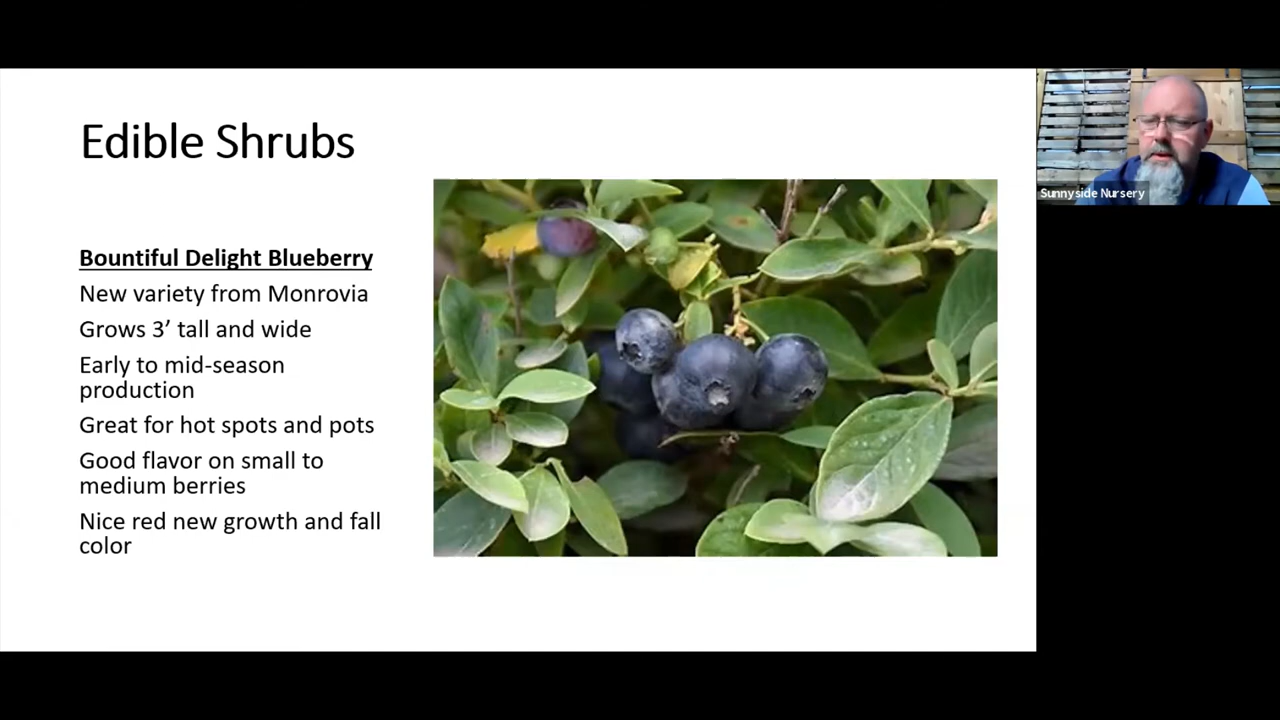 Edible Shrubs
Sunnyside Nursery
Bountiful Delight Blueberry
New variety from Monrovia
Grows 3’ tall and wide
Early to mid-season
production
Great for hot spots and pots
Good flavor on small to
medium berries
Nice red new growth and fall
color